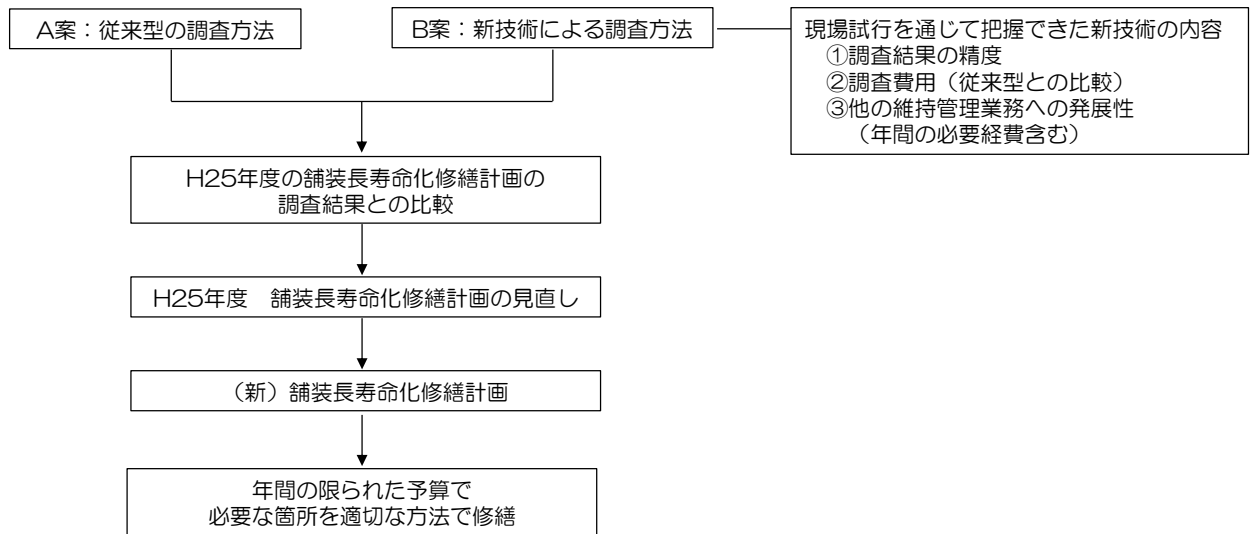 A案：従来型の調査方法
B案：新技術による調査方法
現場試行を通じて把握できた新技術の内容
①調査結果の精度
②調査費用（従来型との比較）
③他の維持管理業務への発展性
（年間の必要経費含む）
H25年度の舗装長寿命化修繕計画の
調査結果との比較
H25年度　舗装長寿命化修繕計画の見直し
（新）舗装長寿命化修繕計画
年間の限られた予算で
必要な箇所を適切な方法で修繕